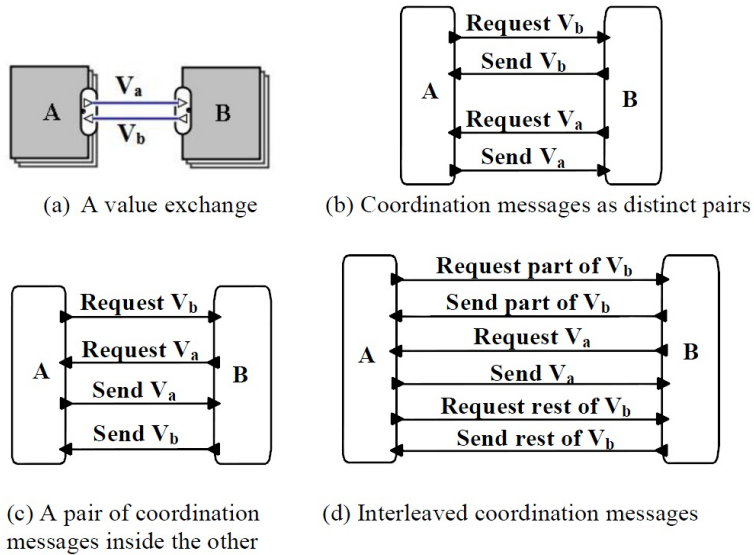 A
Va
Vb
B
(a) A value exchange
A
Request Vb
Send Vb
Request Va
Send Va
B
(b) Coordination messages as distinct pairs
A
Request Vb
Request Va
Send Va
Send Vb
B
(c) A pair of coordination
messages inside the other
A
Request part of Vb
Send part of Vb
Request Va
Send Va
Request rest of Vb
Send rest of Vb
B
(d) Interleaved coordination messages